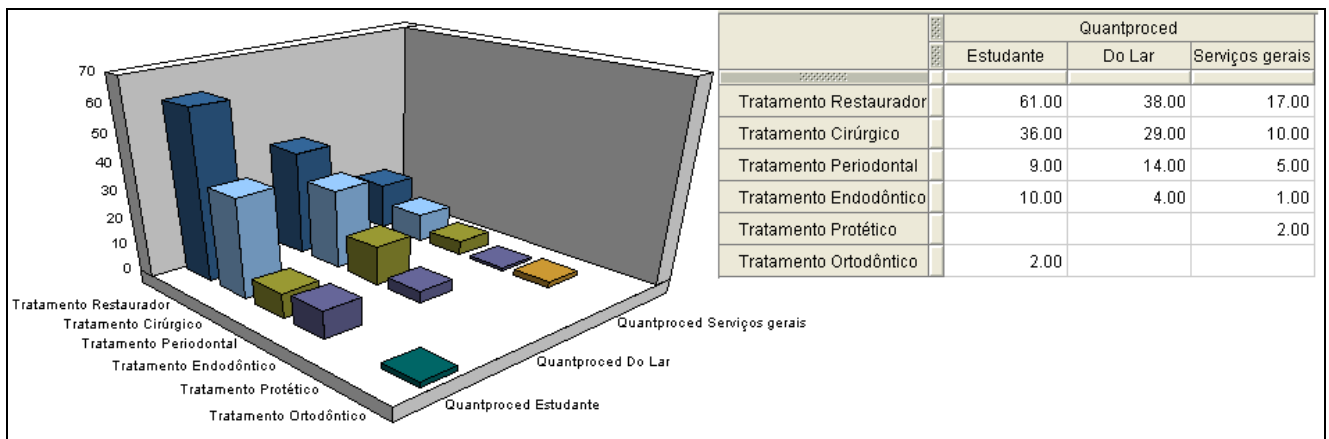 70
60
50
40
30
20
10
0
Tratamento Restaurador
Tratamento Cirúrgico
Tratamento Periodontal
Tratamento Endodôntico
Tratamento Protético
Tratamento Ortodôntico
Quantproced Serviços gerais
Quantproced Do Lar
Quantproced Estudante
Quantproced
Estudante Do Lar Serviços gerais
Tratamento Restaurador 61.00 38.00 17.00
Tratamento Cirúrgico 36.00 29.00 10.00
Tratamento Periodontal 9.00 14.00 5.00
Tratamento Endodôntico 10.00 4.00 1.00
Tratamento Protético 2.00
Tratamento Ortodôntico 2.00